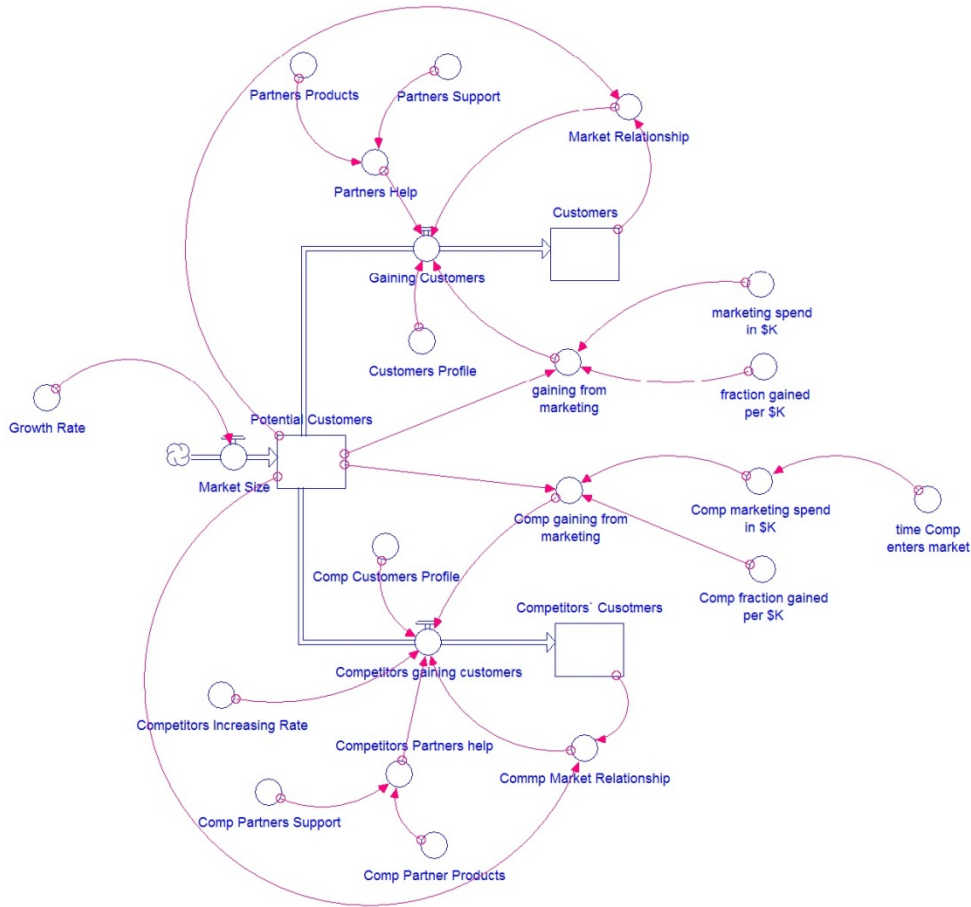 Partners Products
Partners Support
Market Relationship
Partners Help
Customers
Gaining Customers
marketing spend
in $K
Customers Profile
gaining from
marketing
fraction gained
per $K
Growth Rate
Potential Customers
Market Size
Comp gaining from
marketing
Comp marketing spend
in $K
time Comp
enters market
Comp Customers Profile
Comp fraction gained
per $K
Competitors` Cusotmers
Competitors gaining customers
Competitors Increasing Rate
Competitors Partners help
Commp Market Relationship
Comp Partners Support
Comp Partner Products